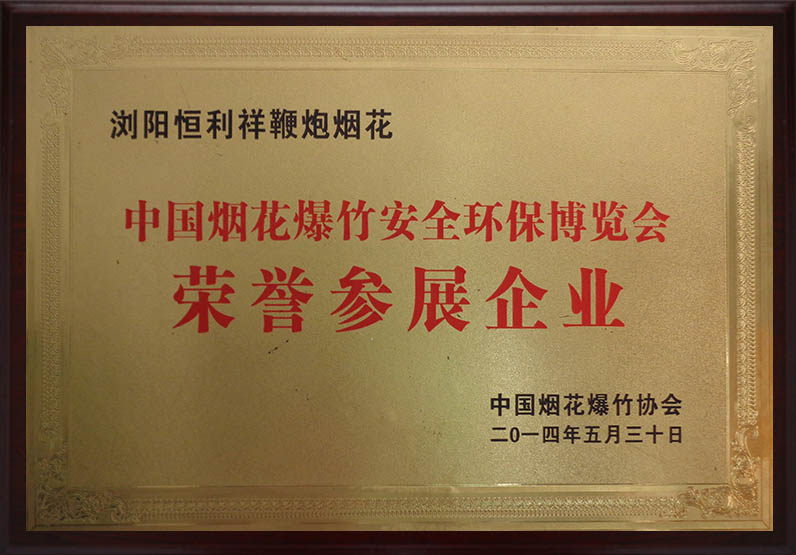 浏阳恒利祥鞭炮烟花
中国烟花爆竹安全环保博览会
荣誉参展企业
中国烟花爆竹协会
二0一四年五月三十日